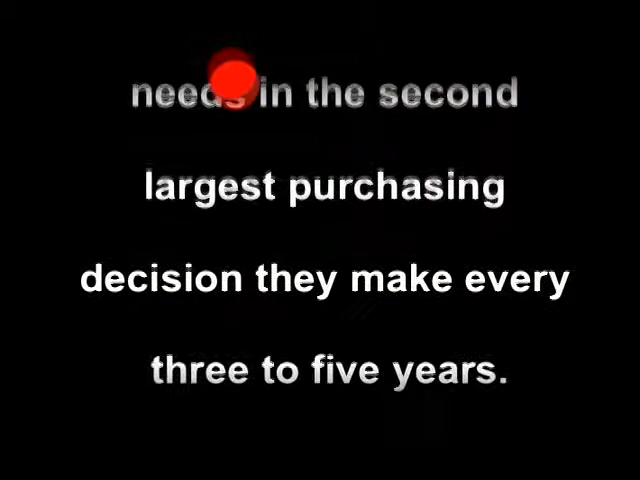 needs in the second
largest purchasing
decision they make every
three to five years.